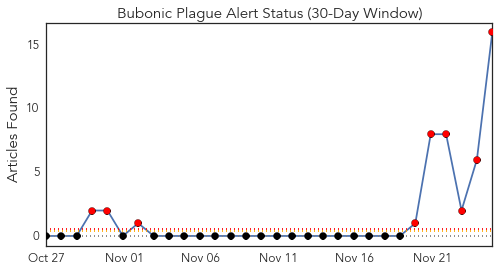 Bubonic Plague Alert Status (30-Day Window)
Articles Found
15
10
5
0
Oct 27 Nov 01 Nov 06 Nov 11 Nov 16 Nov 21